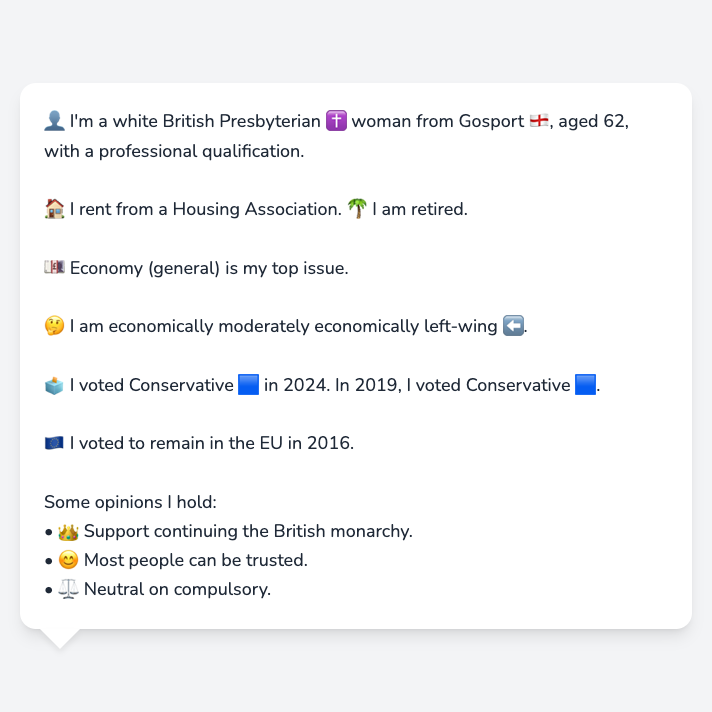 👤 I'm a white British Presbyterian ✝️ woman from Gosport 🏴󠁧󠁢󠁥󠁮󠁧󠁿, aged 62,
with a professional qualification.
🏠 I rent from a Housing Association. 🌴 I am retired.
💷 Economy (general) is my top issue.
🤔 I am economically moderately economically left-wing ⬅️.
🗳️ I voted Conservative 🟦 in 2024. In 2019, I voted Conservative 🟦.
🇪🇺 I voted to remain in the EU in 2016.
Some opinions I hold:
• 👑 Support continuing the British monarchy.
• 😊 Most people can be trusted.
• ⚖️ Neutral on compulsory.